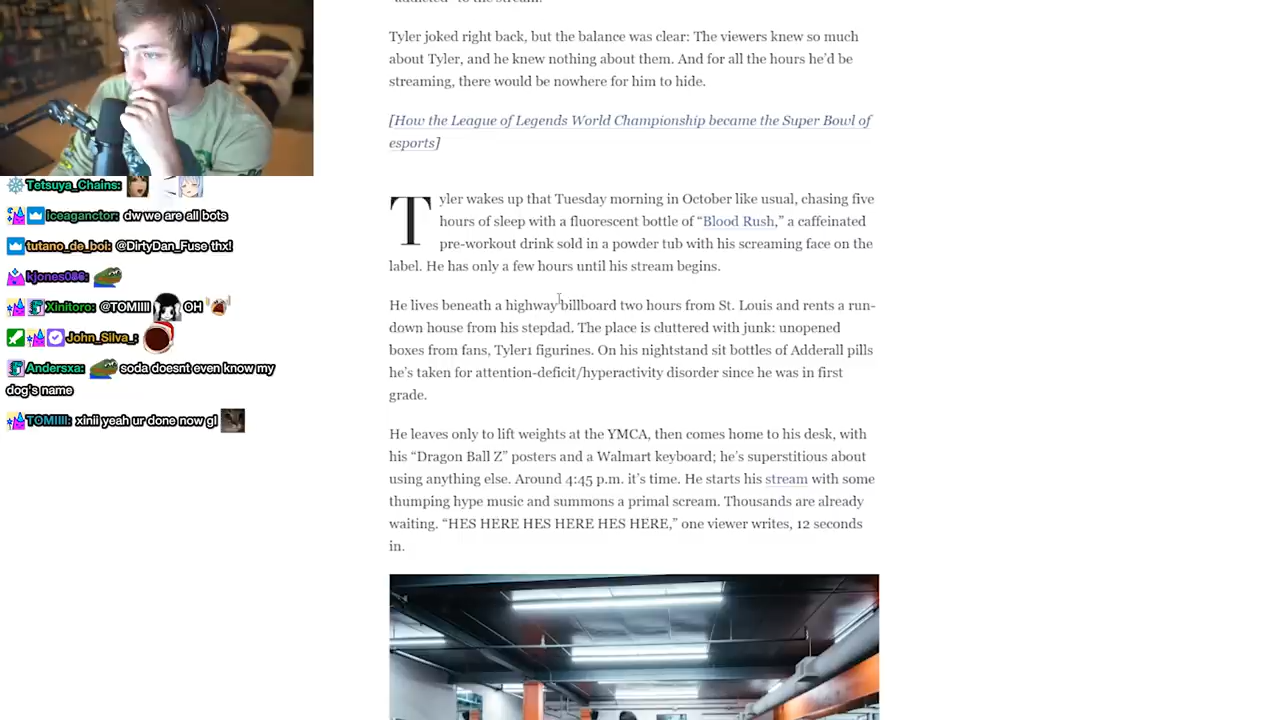 "addicted" to the stream.
Tyler joked right back, but the balance was clear: The viewers knew so much
about Tyler, and he knew nothing about them. And for all the hours he’d be
streaming, there would be nowhere for him to hide.
[How the League of Legends World Championship became the Super Bowl of
esports]
Tyler wakes up that Tuesday morning in October like usual, chasing five
hours of sleep with a fluorescent bottle of “Blood Rush,” a caffeinated
pre-workout drink sold in a powder tub with his screaming face on the
label. He has only a few hours until his stream begins.
He lives beneath a highway billboard two hours from St. Louis and rents a run-
down house from his stepdad. The place is cluttered with junk: unopened
boxes from fans, Tyler1 figurines. On his nightstand sit bottles of Adderall pills
he’s taken for attention-deficit/hyperactivity disorder since he was in first
grade.
He leaves only to lift weights at the YMCA, then comes home to his desk, with
his “Dragon Ball Z” posters and a Walmart keyboard; he’s superstitious about
using anything else. Around 4:45 p.m. it’s time. He starts his stream with some
thumping hype music and summons a primal scream. Thousands are already
waiting. “HES HERE HES HERE HES HERE,” one viewer writes, 12 seconds
in.
Tetsuya_Chains:
iceaganctor: dw we are all bots
tutano_de_boi: @DirtyDan_Fuse thx!
kjones086:
Xinitoro: @TOMIIII OH
John_Silva_:
Andersxa: soda doesnt even know my
dog's name
TOMIIII: xinii yeah ur done now gl